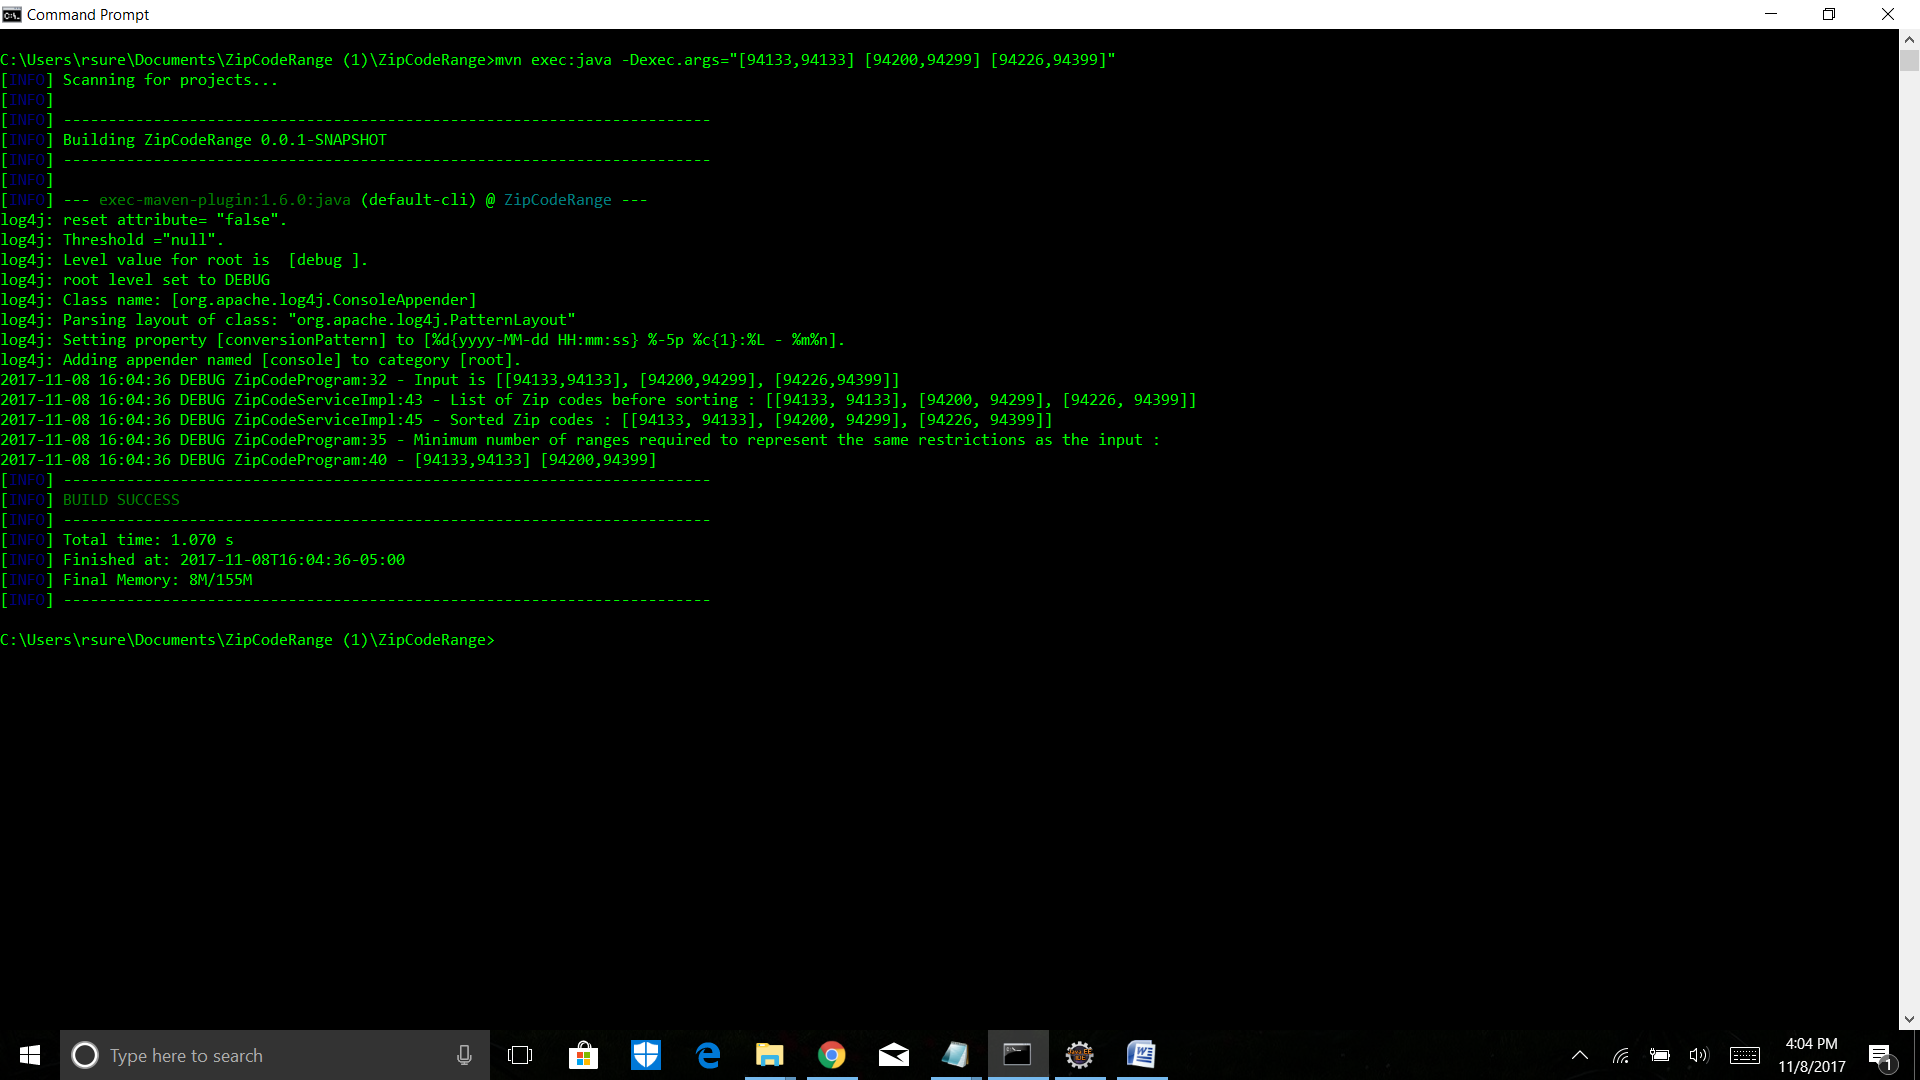 Command Prompt
C:\Users\rsure\Documents\ZipCodeRange (1)\ZipCodeRange>mvn exec:java -Dexec.args="[94133,94133] [94200,94299] [94226,94399]"
[INFO] Scanning for projects...
[INFO]
[INFO] ------------------------------------------------------------------------
[INFO] Building ZipCodeRange 0.0.1-SNAPSHOT
[INFO] ------------------------------------------------------------------------
[INFO]
[INFO] --- exec-maven-plugin:1.6.0:java (default-cli) @ ZipCodeRange ---
log4j: reset attribute= "false".
log4j: Threshold ="null".
log4j: Level value for root is  [debug ].
log4j: root level set to DEBUG
log4j: Class name: [org.apache.log4j.ConsoleAppender]
log4j: Parsing layout of class: "org.apache.log4j.PatternLayout"
log4j: Setting property [conversionPattern] to [%d{yyyy-MM-dd HH:mm:ss} %-5p %c{1}:%L - %m%n].
log4j: Adding appender named [console] to category [root].
2017-11-08 16:04:36 DEBUG ZipCodeProgram:32 - Input is [[94133,94133], [94200,94299], [94226,94399]]
2017-11-08 16:04:36 DEBUG ZipCodeServiceImpl:43 - List of Zip codes before sorting : [[94133, 94133], [94200, 94299], [94226, 94399]]
2017-11-08 16:04:36 DEBUG ZipCodeServiceImpl:45 - Sorted Zip codes : [[94133, 94133], [94200, 94299], [94226, 94399]]
2017-11-08 16:04:36 DEBUG ZipCodeProgram:35 - Minimum number of ranges required to represent the same restrictions as the input :
2017-11-08 16:04:36 DEBUG ZipCodeProgram:40 - [94133,94133] [94200,94399]
[INFO] ------------------------------------------------------------------------
[INFO] BUILD SUCCESS
[INFO] ------------------------------------------------------------------------
[INFO] Total time: 1.070 s
[INFO] Finished at: 2017-11-08T16:04:36-05:00
[INFO] Final Memory: 8M/155M
[INFO] ------------------------------------------------------------------------
C:\Users\rsure\Documents\ZipCodeRange (1)\ZipCodeRange>
Type here to search
4:04 PM
11/8/2017
1